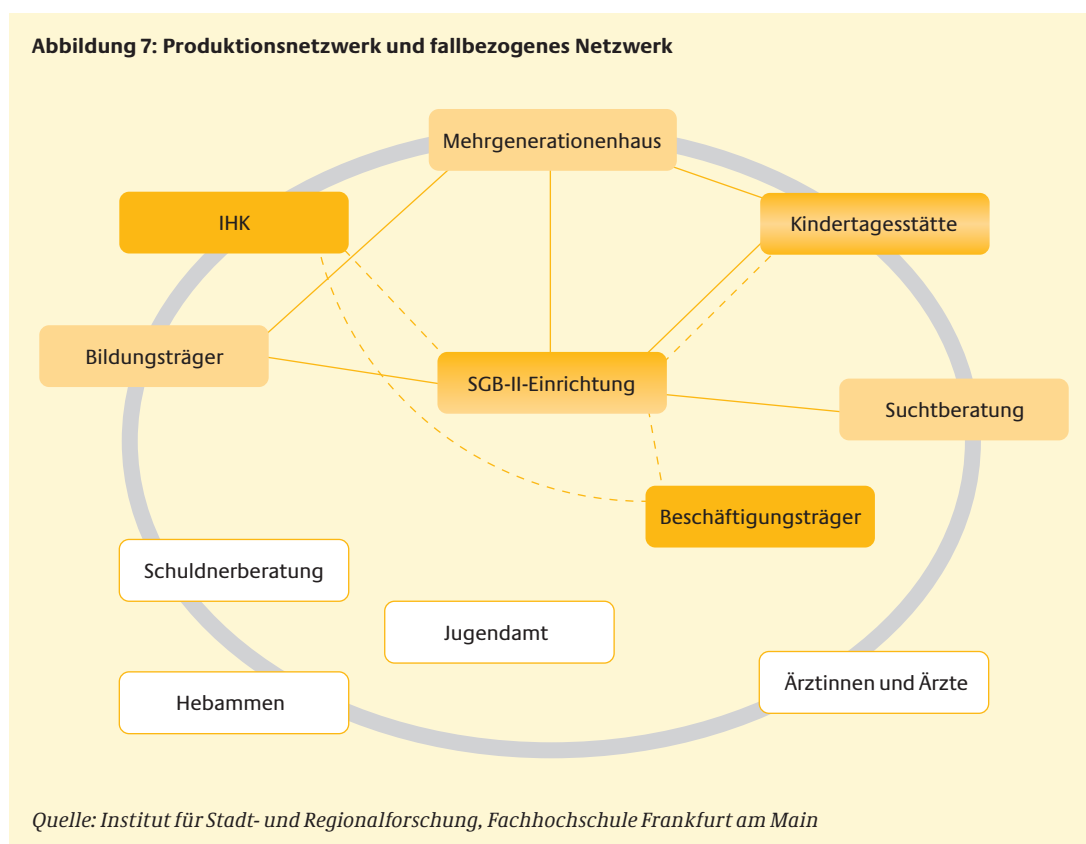 Abbildung 7: Produktionsnetzwerk und fallbezogenes Netzwerk
Mehrgenerationenhaus
IHK
Kindertagesstätte
Bildungsträger
SGB-II-Einrichtung
Suchtberatung
Beschäftigungsträger
Schuldnerberatung
Jugendamt
Ärztinnen und Ärzte
Hebammen
Quelle: Institut für Stadt- und Regionalforschung, Fachhochschule Frankfurt am Main